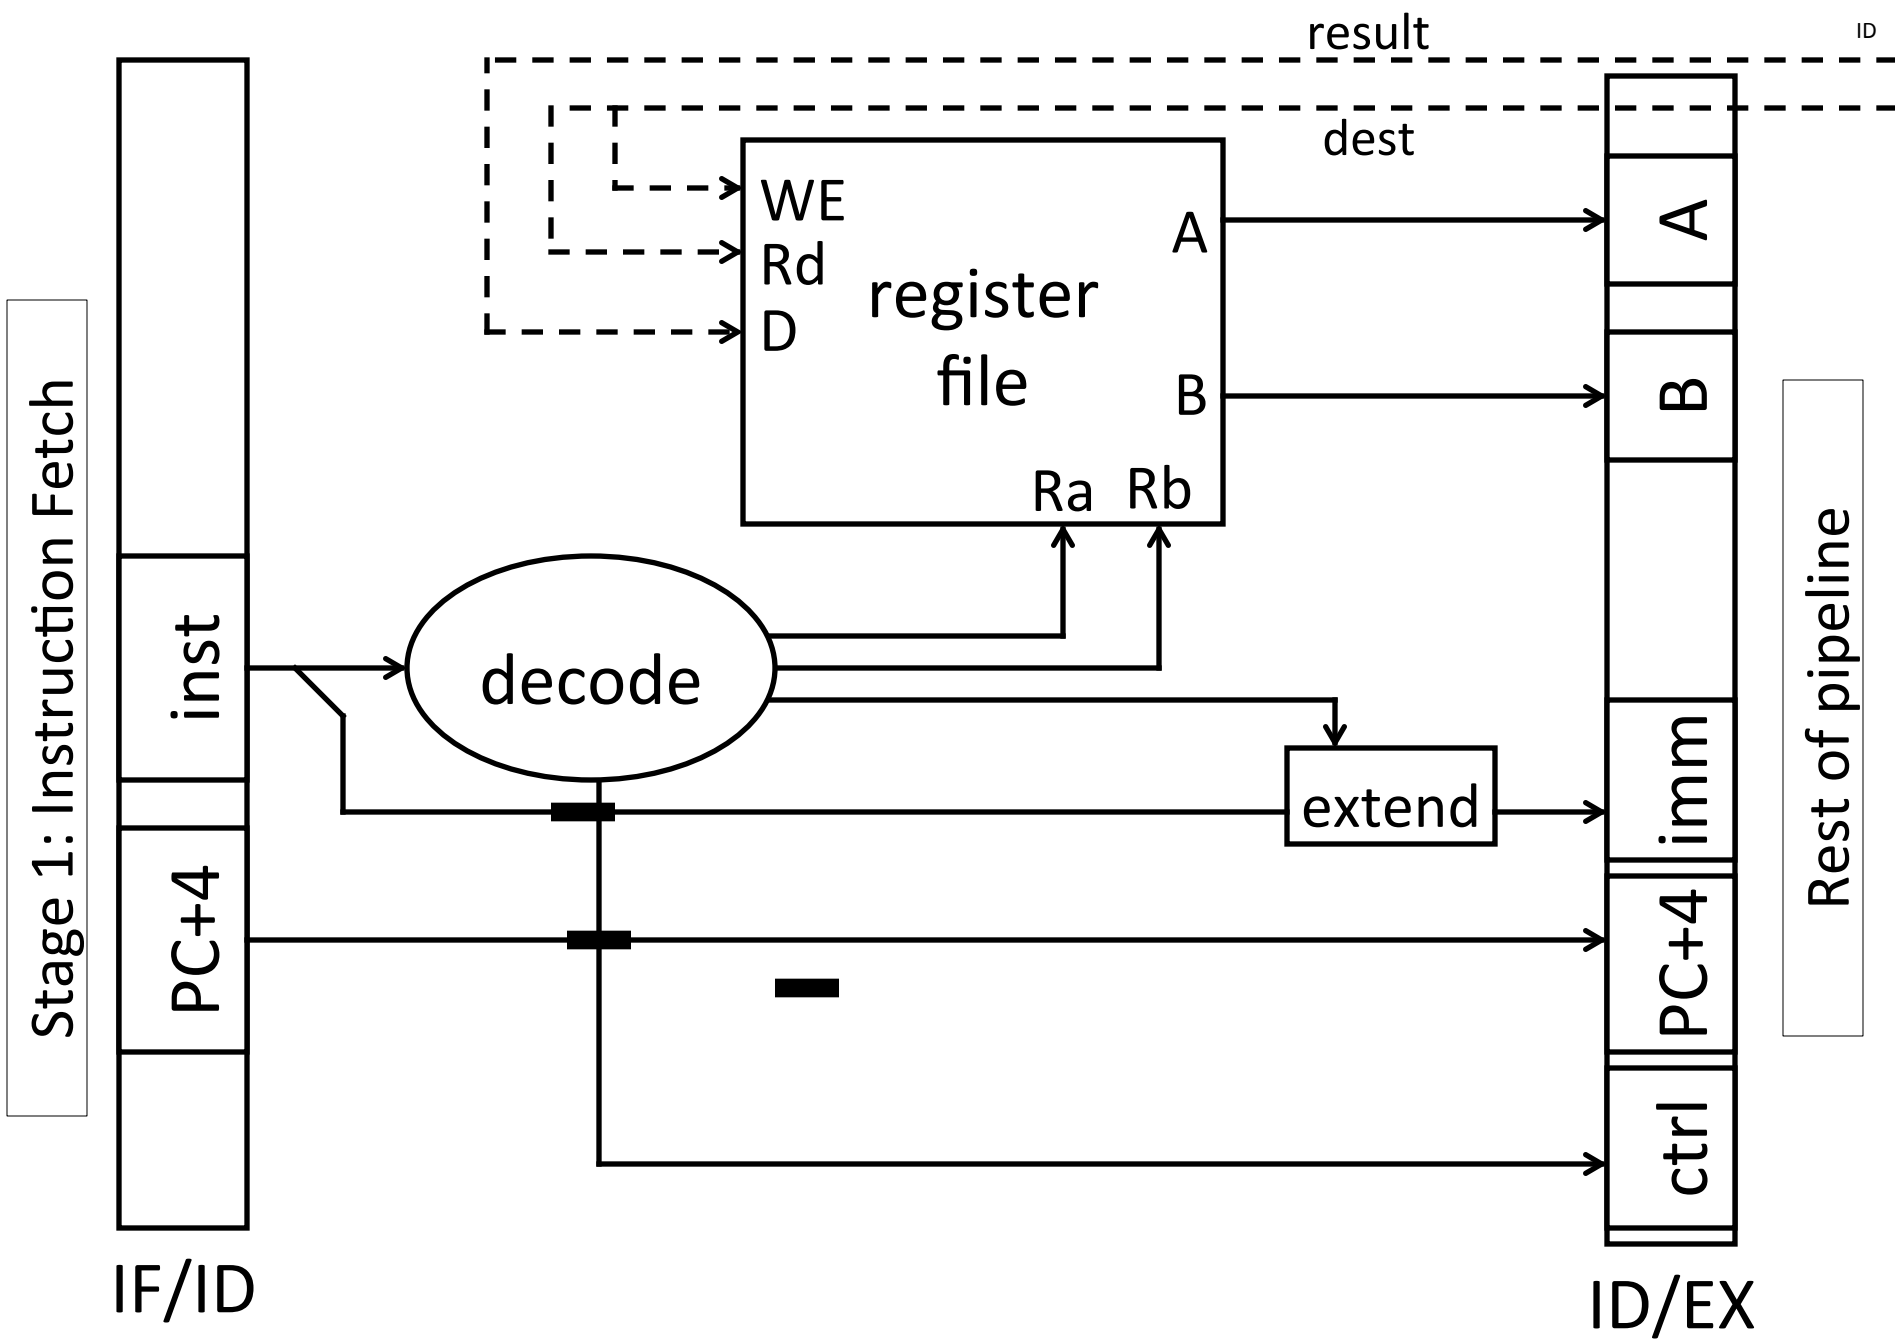 result
ID
dest
WE
A
Rd
D
register
file
B
Ra
Rb
A
B
Stage 1: Instruction Fetch
inst
decode
extend
imm
PC+4
PC+4
ctrl
Rest of pipeline
IF/ID
ID/EX